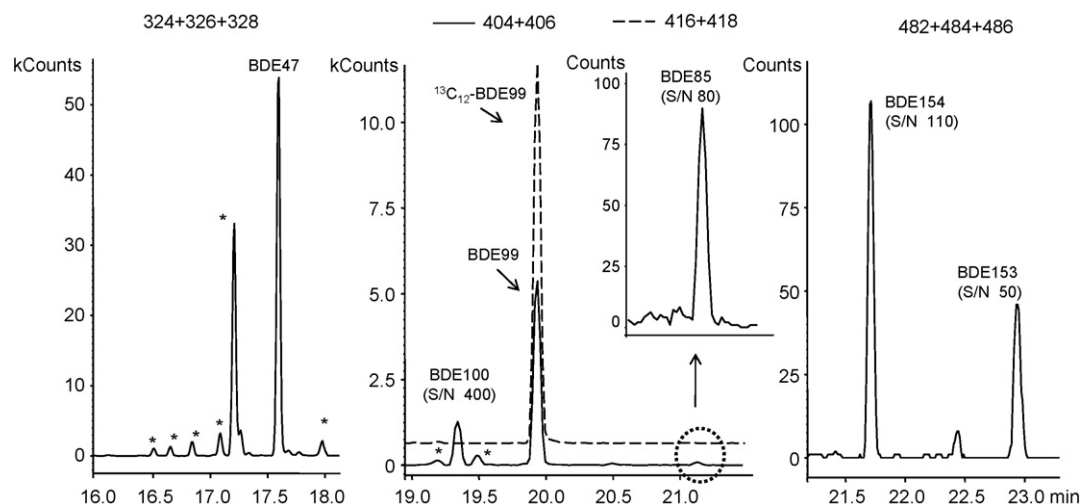 324+326+328
404+406
416+418
482+484+486
kCounts
BDE47
50
40
30
20
10
0
*
*
*
*
*
*
16.0
16.5
17.0
17.5
18.0
kCounts
¹³C₁₂-BDE99
10.0
7.5
BDE99
5.0
2.5
BDE100
(S/N 400)
*
*
0
19.0
19.5
20.0
20.5
21.0
Counts
BDE85
(S/N 80)
100
75
50
25
0
Counts
BDE154
(S/N 110)
100
75
BDE153
(S/N 50)
50
25
0
21.5
22.0
22.5
23.0 min